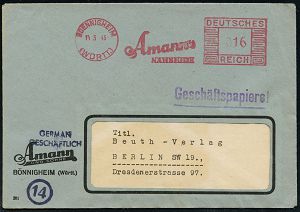 BOENNIGHEIM
(WÜRTT)
Amann
NÄHSEIDE
DEUTSCHES
016
REICH
Geschäftspapiere!
GERMAN
GESCHÄFTLICH
Amann
BÖNNIGHEIM (Württ.)
14
Titl.
Beuth-Verlag
BERLIN SW 19.,
Dresdenerstrasse 97.